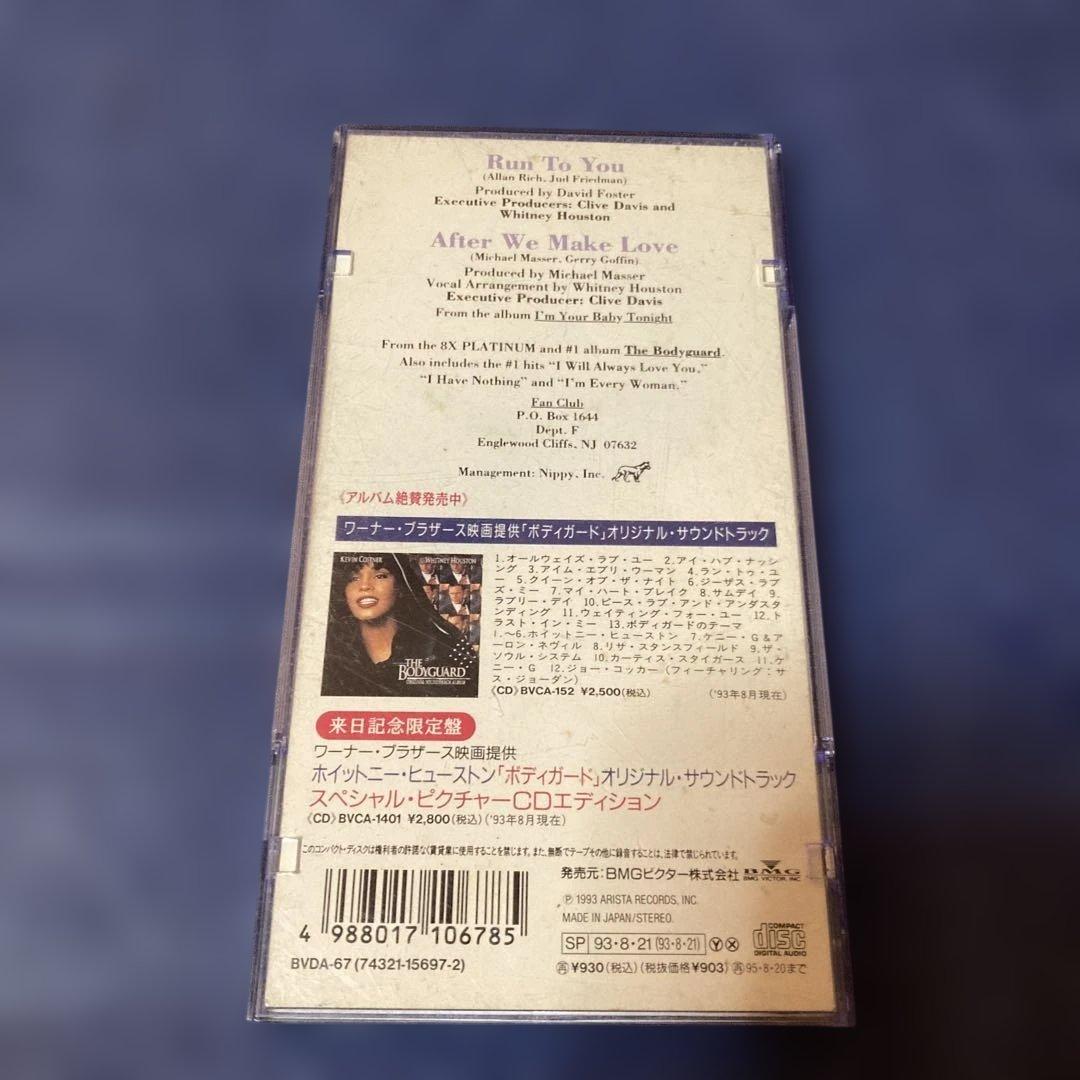 Run To You
(Allan Rich, Jud Friedman)
Produced by David Foster
Executive Producers: Clive Davis and
Whitney Houston
After We Make Love
(Michael Masser, Gerry Goffin)
Produced by Michael Masser
Vocal Arrangement by Whitney Houston
Executive Producer: Clive Davis
From the album I'm Your Baby Tonight
From the 8X PLATINUM and #1 album The Bodyguard.
Also includes the #1 hits "I Will Always Love You,"
"I Have Nothing" and "I'm Every Woman."
Fan Club
P.O. Box 1644
Dept. F
Englewood Cliffs, NJ 07632
Management: Nippy, Inc.
《アルバム絶賛発売中》
ワーナー・ブラザース映画提供「ボディガード」オリジナル・サウンドトラック
KEVIN COSTNER WHITNEY HOUSTON
THE
BODYGUARD
ORIGINAL SOUNDTRACK ALBUM
1.オールウェイズ・ラブ・ユー 2.アイ・ハブ・ナッシ
ング 3.アイム・エブリ・ウーマン 4.ラン・トゥ・ユ
ー 5.クイーン・オブ・ザ・ナイト 6.ジーザス・ラブ
ズ・ミー 7.マイ・ハート・ブレイク 8.サムデイ 9.
ラブリー・デイ 10.ピース・ラブ・アンド・アンダスタ
ンディング 11.ウェイティング・フォー・ユー 12.ト
ラスト・イン・ミー 13.ボディガードのテーマ
1.〜6.ホイットニー・ヒューストン 7.ケニー・G&ア
ーロン・ネヴィル 8.リサ・スタンスフィールド 9.ザ・
ソウル・システム 10.カーティス・スタイガース 11.ケ
ニー・G 12.ジョー・コッカー(フィーチャリング:サ
ス・ジョーダン)
《CD》BVCA-152 ¥2,500(税込) ('93年8月現在)
来日記念限定盤
ワーナー・ブラザース映画提供
ホイットニー・ヒューストン「ボディガード」オリジナル・サウンドトラック
スペシャル・ピクチャーCDエディション
《CD》BVCA-1401 ¥2,800(税込)('93年8月現在)
このコンパクト・ディスクは権利者の許諾なく賃貸業に使用することを禁じます。また、無断でテープその他に録音することは、法律で禁じられています。
発売元:BMGビクター株式会社 BMG
BMG VICTOR, INC.
Ⓟ 1993 ARISTA RECORDS, INC.
MADE IN JAPAN/STEREO.
SP 93・8・21(93・8・21) Ⓨ Ⓧ
COMPACT
disc
DIGITAL AUDIO
4 988017 106785
BVDA-67 (74321-15697-2)
再¥930(税込)(税抜価格¥903)再95・8・20まで